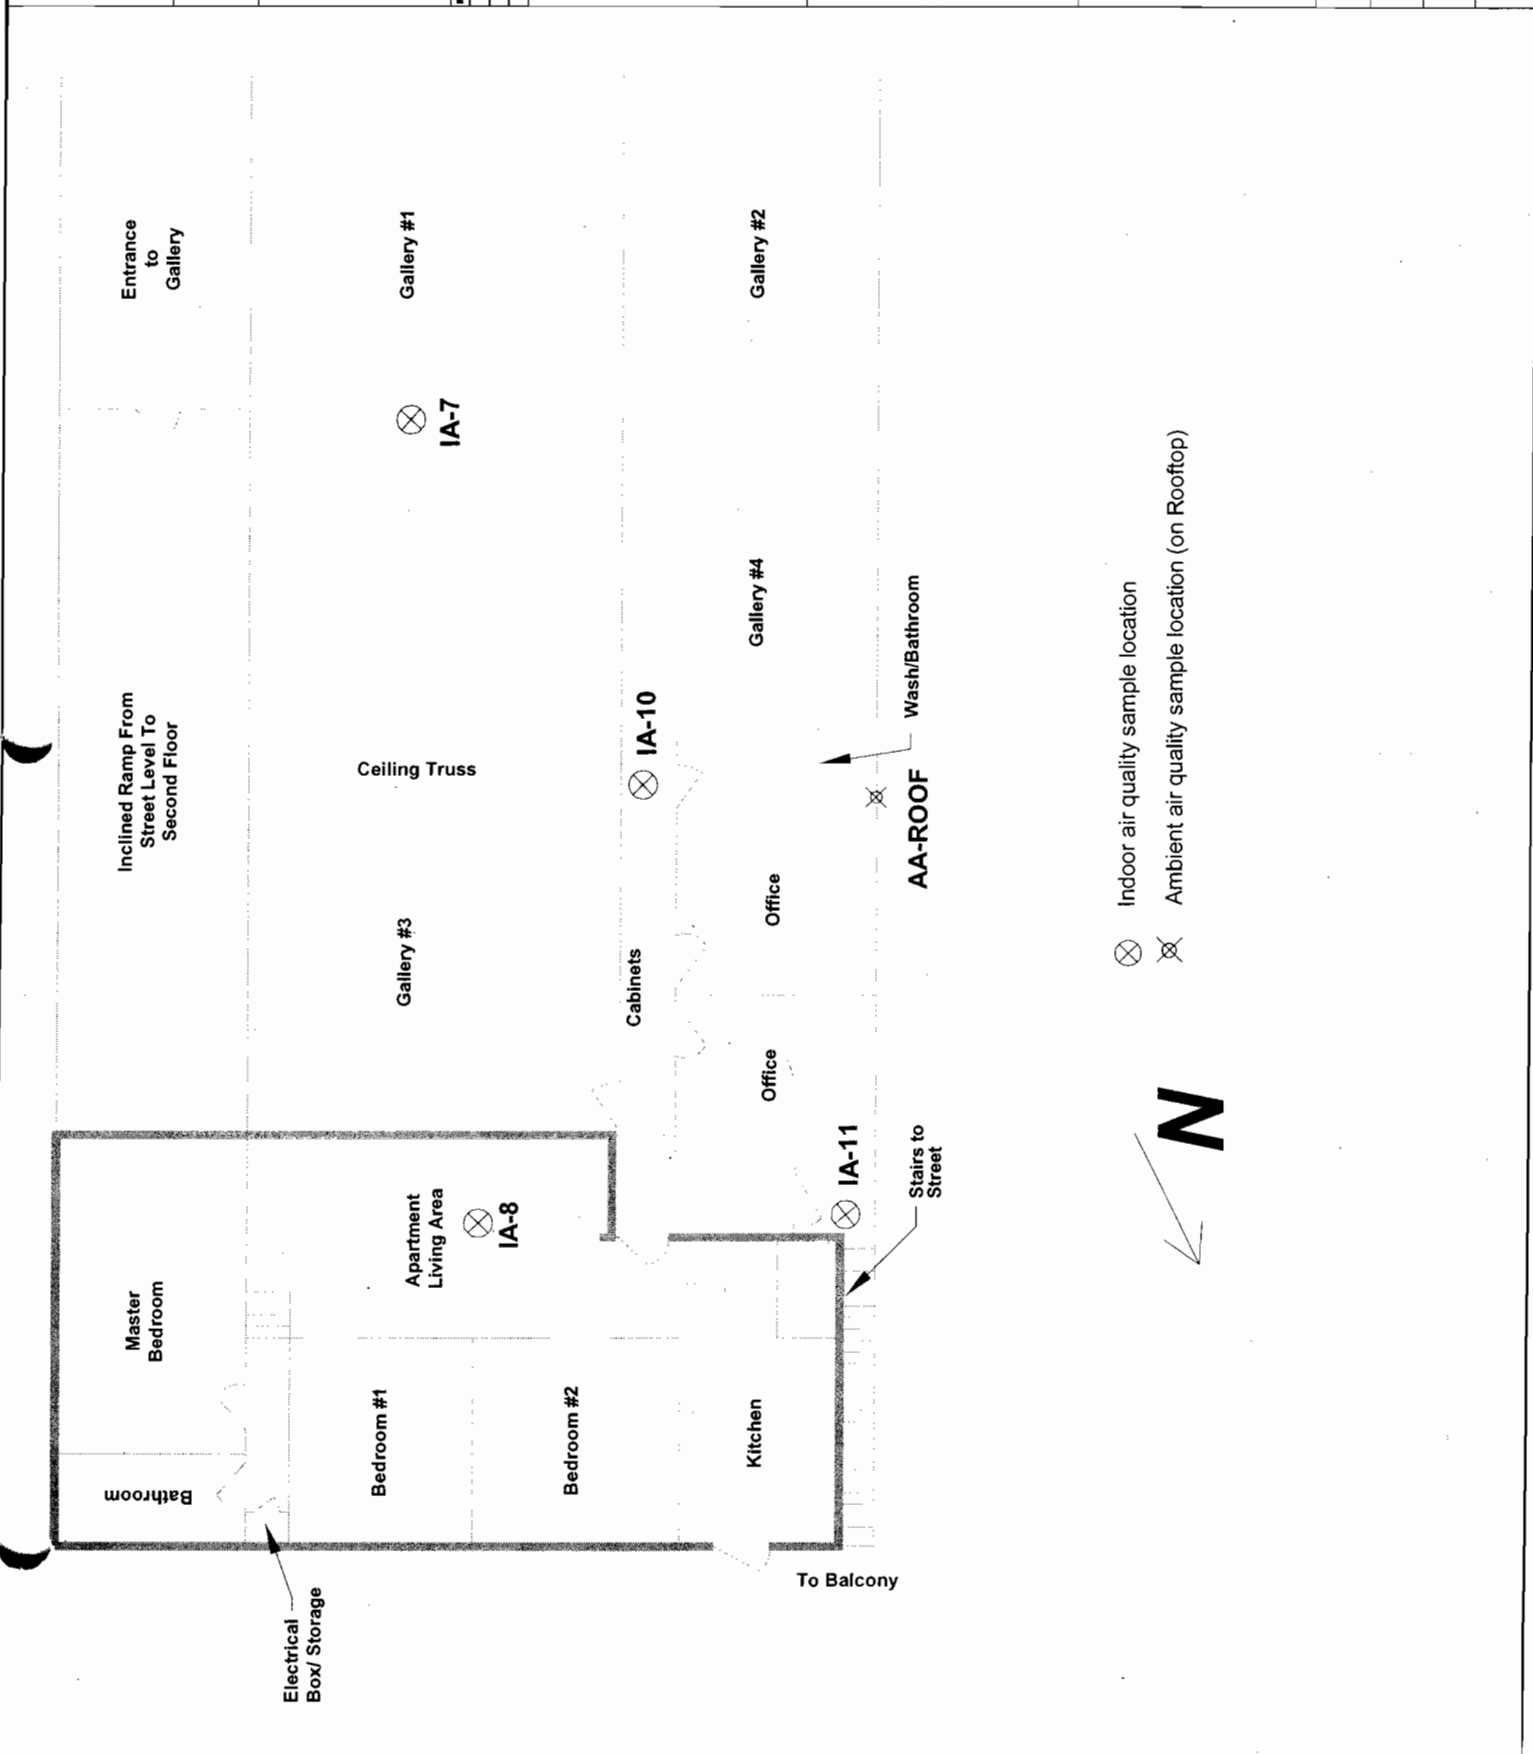 Entrance
to
Gallery
Gallery #1
Gallery #2
IA-7
Inclined Ramp From
Street Level To
Second Floor
Ceiling Truss
IA-10
Gallery #4
Wash/Bathroom
AA-ROOF
Gallery #3
Cabinets
Office
Office
IA-11
Stairs to
Street
Apartment
Living Area
IA-8
Master
Bedroom
Bathroom
Bedroom #1
Bedroom #2
Kitchen
To Balcony
Electrical
Box/ Storage
Indoor air quality sample location
Ambient air quality sample location (on Rooftop)
N